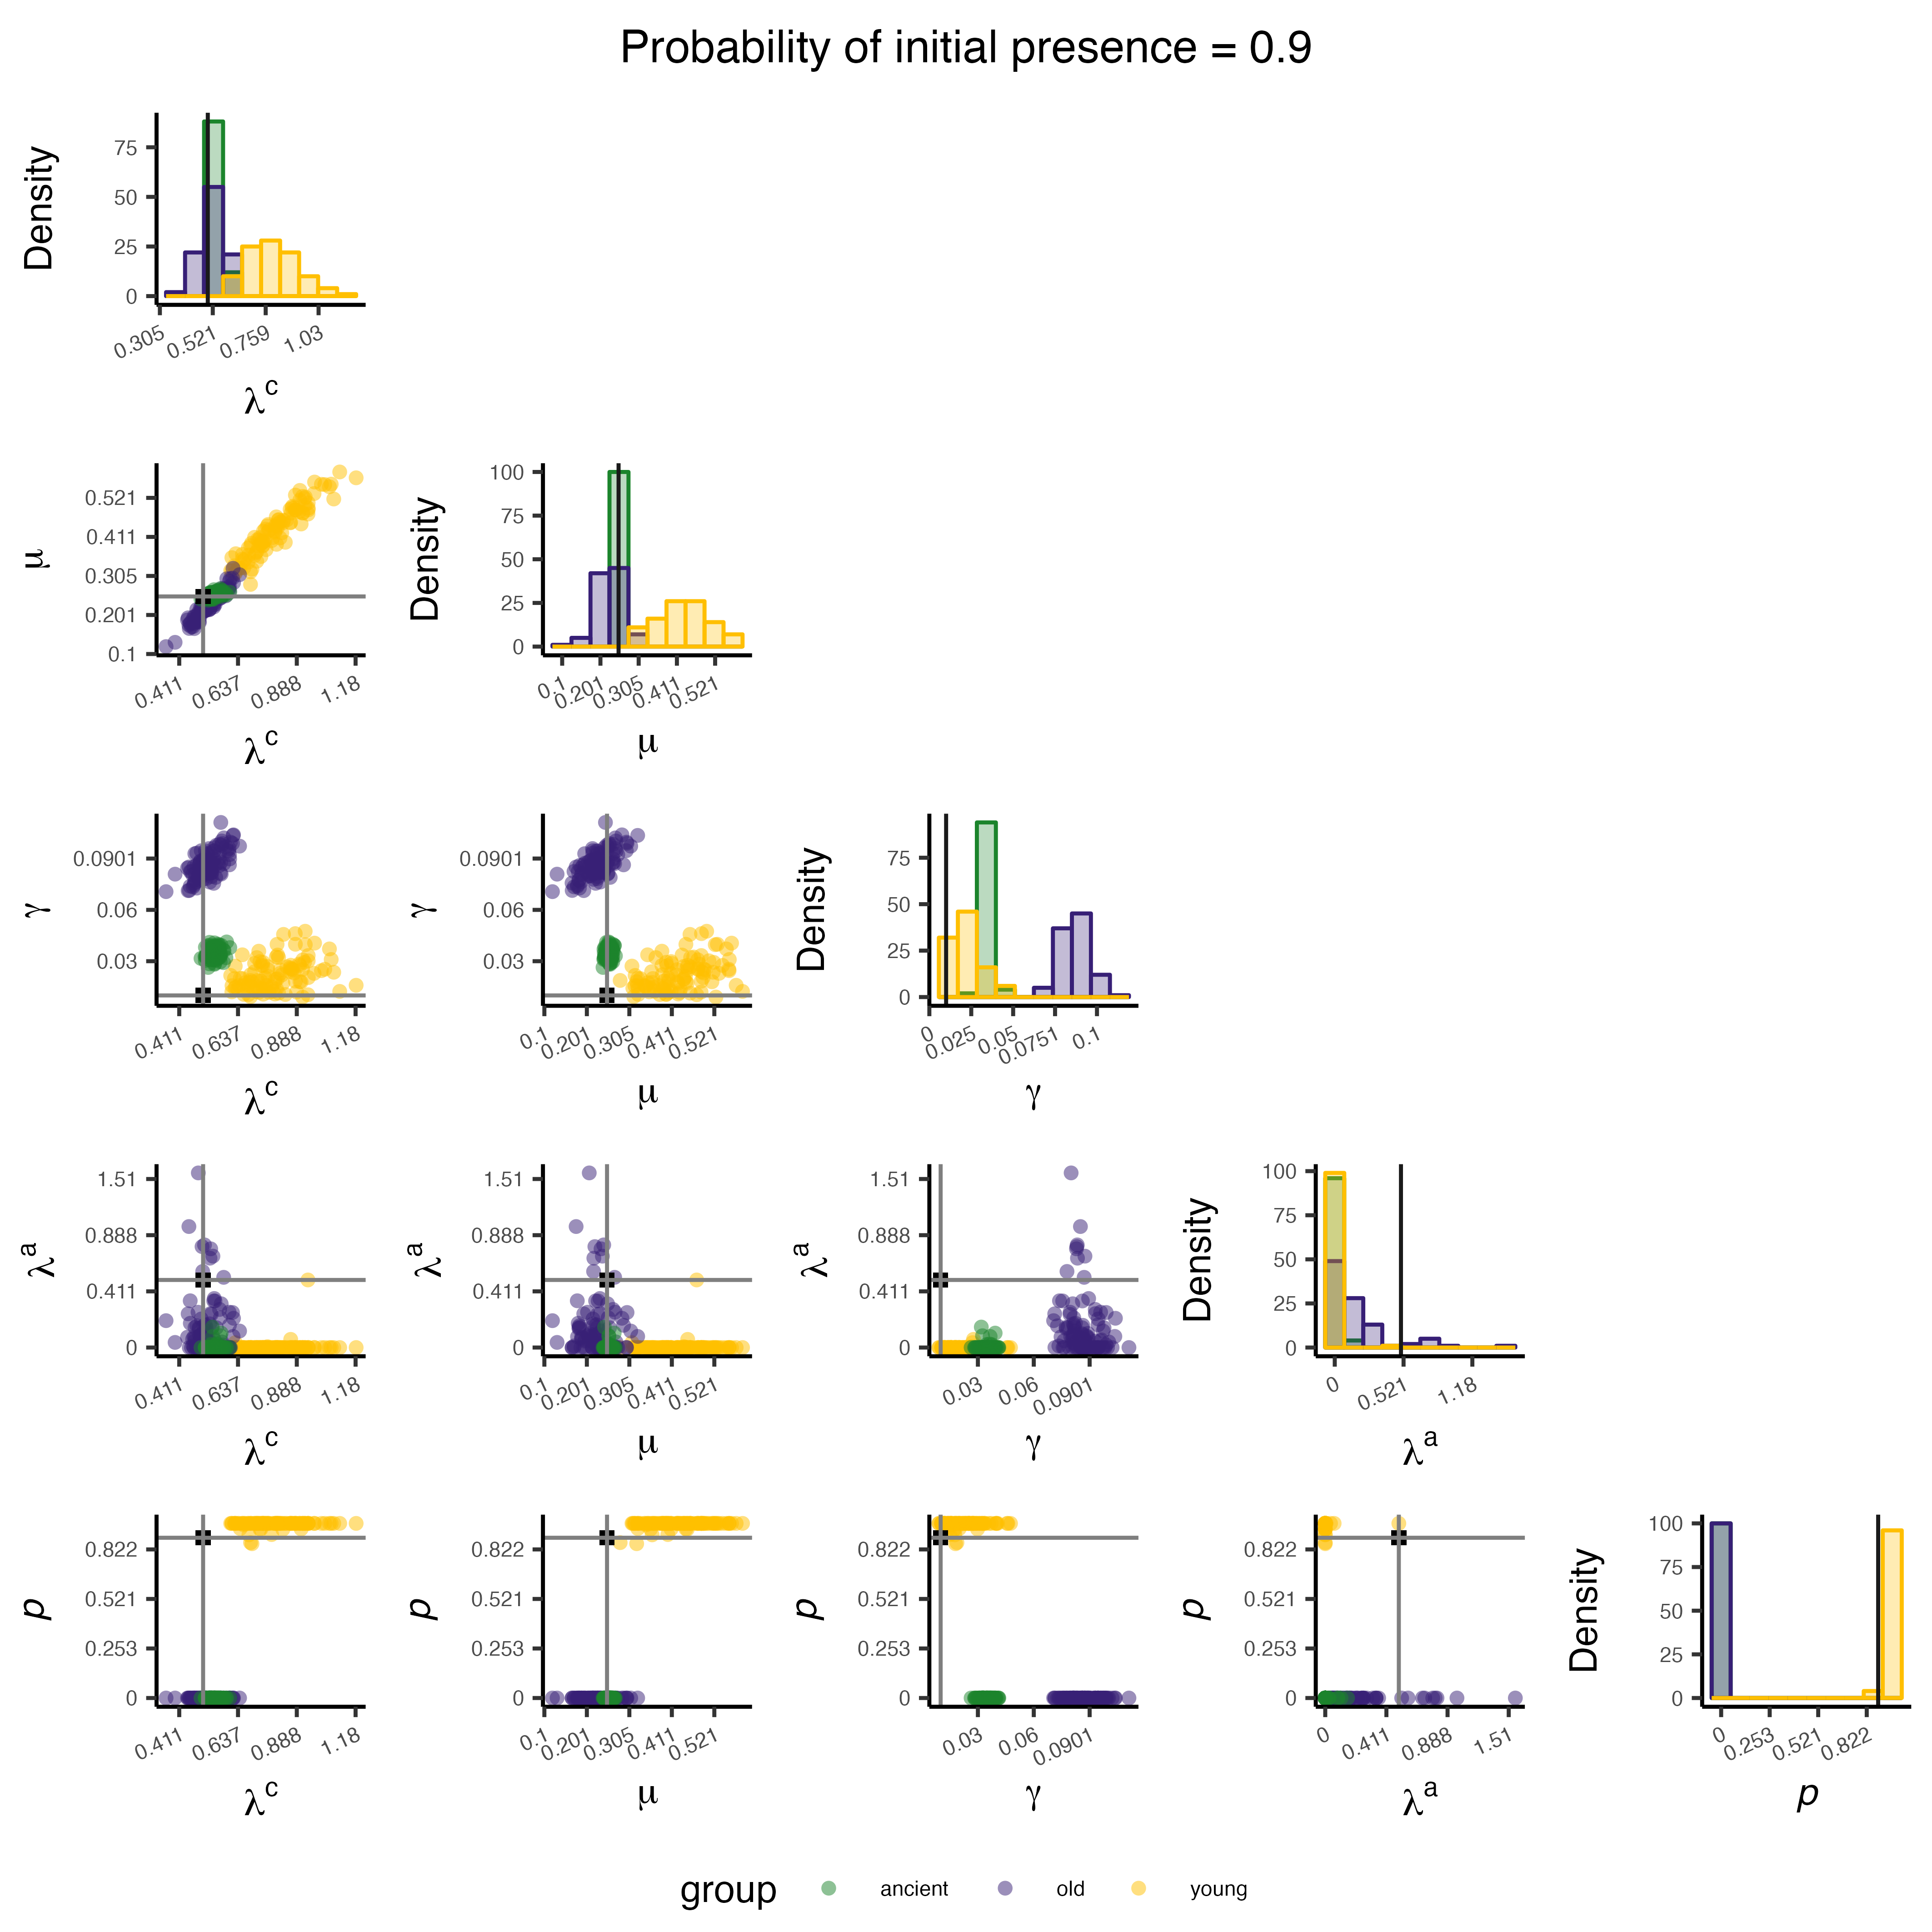 Probability of initial presence = 0.9
Density
75
50
25
0
0.305 0.521 0.759 1.03
λc
μ
0.521
0.411
0.305
0.201
0.1
0.411 0.637 0.888 1.18
λc
Density
100
75
50
25
0
0.1 0.201 0.305 0.411 0.521
μ
γ
0.0901
0.06
0.03
0.411 0.637 0.888 1.18
λc
γ
0.0901
0.06
0.03
0.1 0.201 0.305 0.411 0.521
μ
Density
75
50
25
0
0 0.025 0.05 0.0751 0.1
γ
λa
1.51
0.888
0.411
0
0.411 0.637 0.888 1.18
λc
λa
1.51
0.888
0.411
0
0.1 0.201 0.305 0.411 0.521
μ
λa
1.51
0.888
0.411
0
0.03 0.06 0.0901
γ
Density
100
75
50
25
0
0 0.521 1.18
λa
p
0.822
0.521
0.253
0
0.411 0.637 0.888 1.18
λc
p
0.822
0.521
0.253
0
0.1 0.201 0.305 0.411 0.521
μ
p
0.822
0.521
0.253
0
0.03 0.06 0.0901
γ
p
0.822
0.521
0.253
0
0 0.411 0.888 1.51
λa
Density
100
75
50
25
0
0 0.253 0.521 0.822
p
group ancient old young